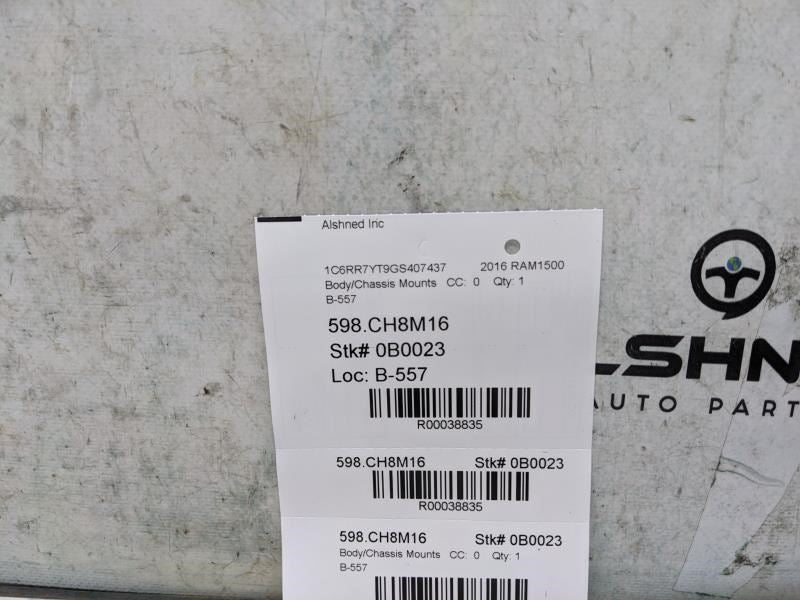 Alshned Inc
1C6RR7YT9GS407437 2016 RAM1500
Body/Chassis Mounts CC: 0 Qty: 1
B-557
598.CH8M16
Stk# 0B0023
Loc: B-557
R00038835
598.CH8M16 Stk# 0B0023
R00038835
598.CH8M16 Stk# 0B0023
Body/Chassis Mounts CC: 0 Qty: 1
B-557
LSHN
AUTO PART